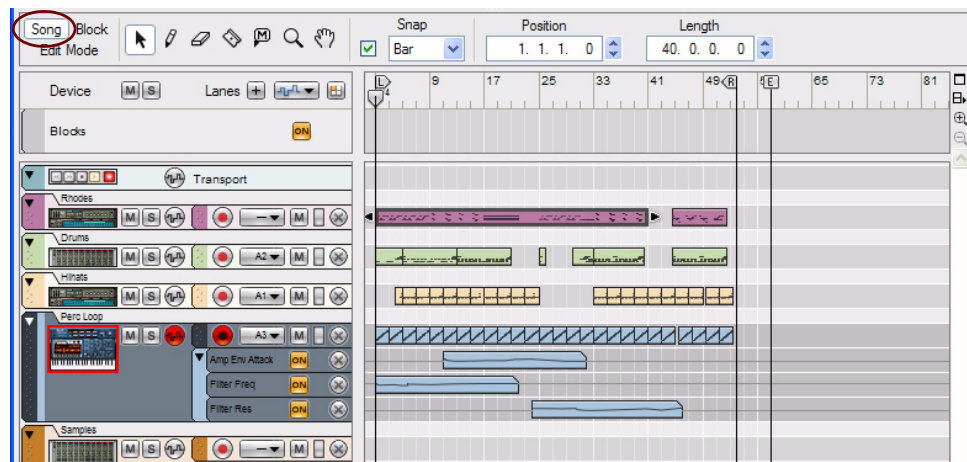 Song Block Snap Position Length
Edit Mode M Bar 1. 1. 1. 0 40. 0. 0. 0
Device M S Lanes +
L 9 17 25 33 41 49 R E 65 73 81
Blocks ON
Transport
Rhodes
M S — M
Drums
M S A2 M
Hihats
M S A1 M
Perc Loop
M S A3 M
Amp Env Attack ON
Filter Freq ON
Filter Res ON
Samples
M S — M